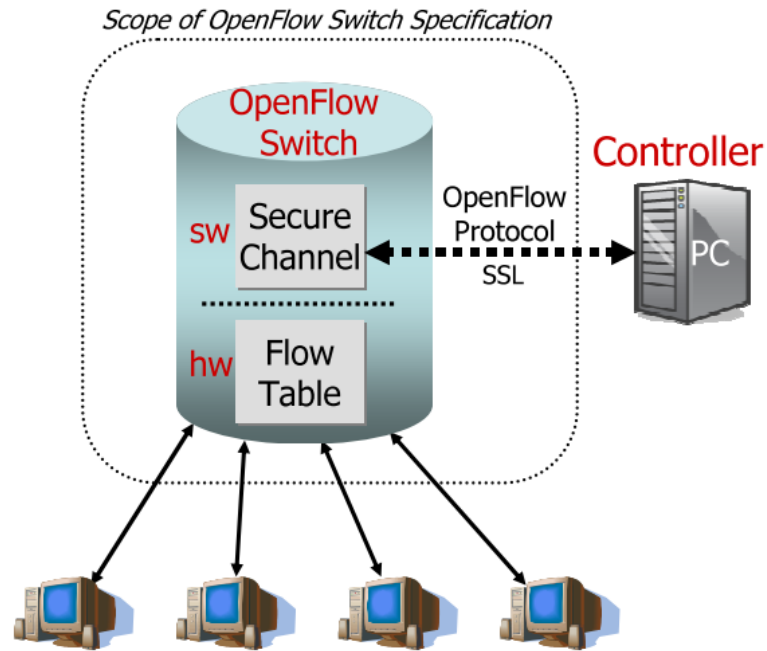 Scope of OpenFlow Switch Specification
OpenFlow
Switch
Controller
sw
Secure
Channel
OpenFlow
Protocol
SSL
PC
hw
Flow
Table